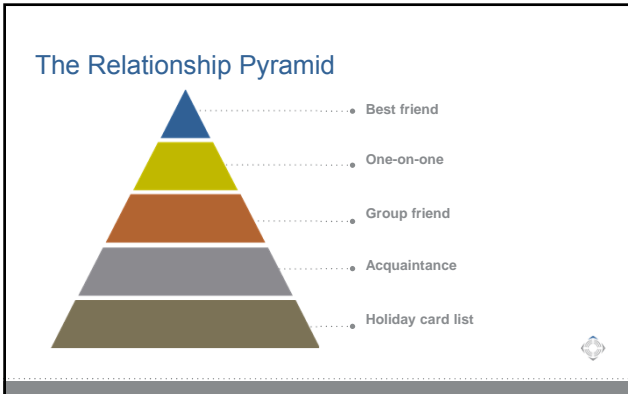 The Relationship Pyramid
Best friend
One-on-one
Group friend
Acquaintance
Holiday card list